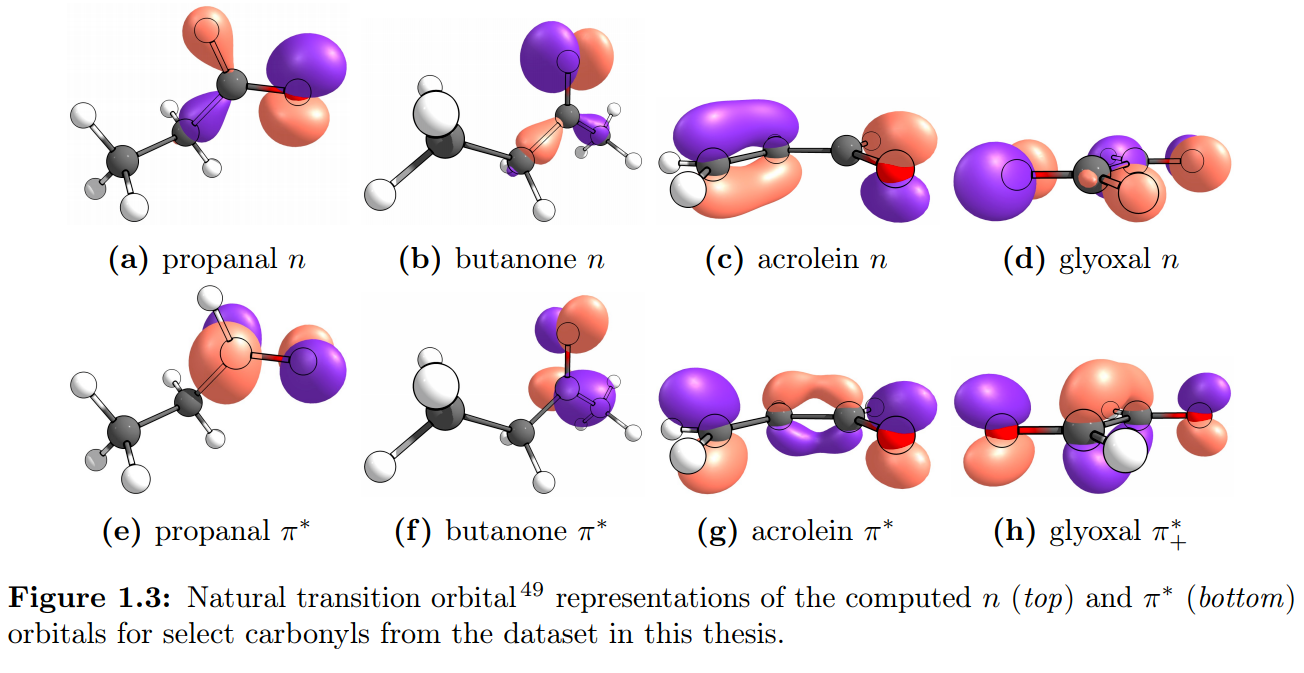 (a) propanal n
(b) butanone n
(c) acrolein n
(d) glyoxal n
(e) propanal π*
(f) butanone π*
(g) acrolein π*
(h) glyoxal π*₊
Figure 1.3: Natural transition orbital⁴⁹ representations of the computed n (top) and π* (bottom)
orbitals for select carbonyls from the dataset in this thesis.